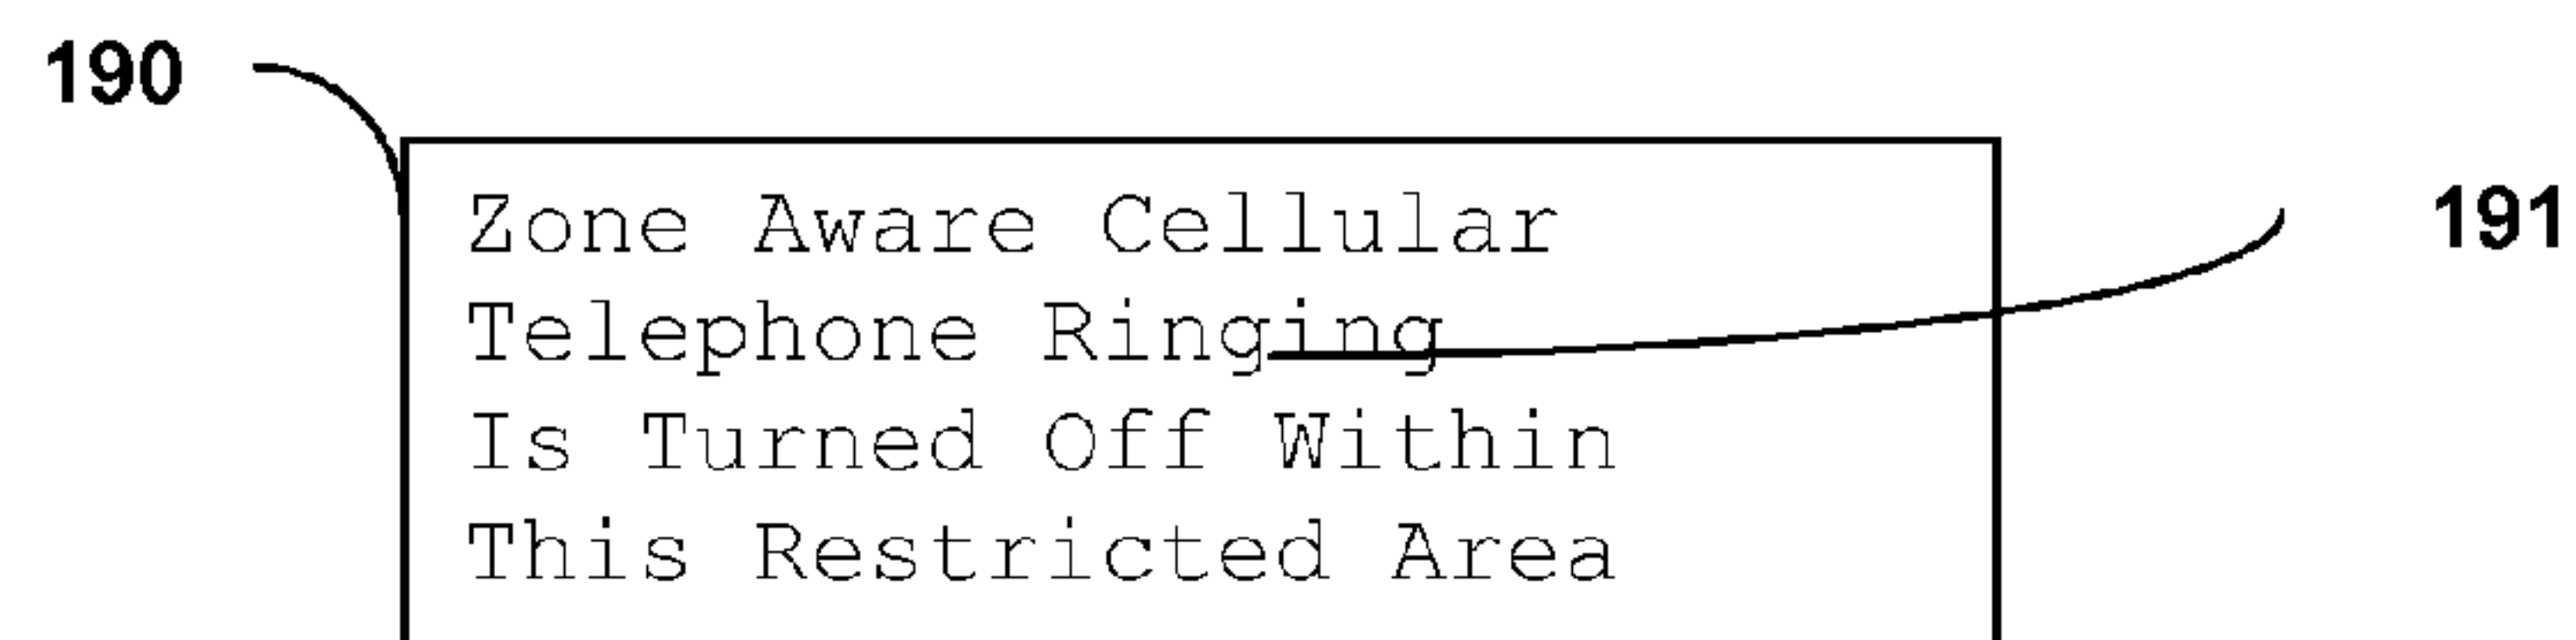 190
Zone Aware Cellular
191
Telephone Ringing
Is Turned Off Within
This Restricted Area